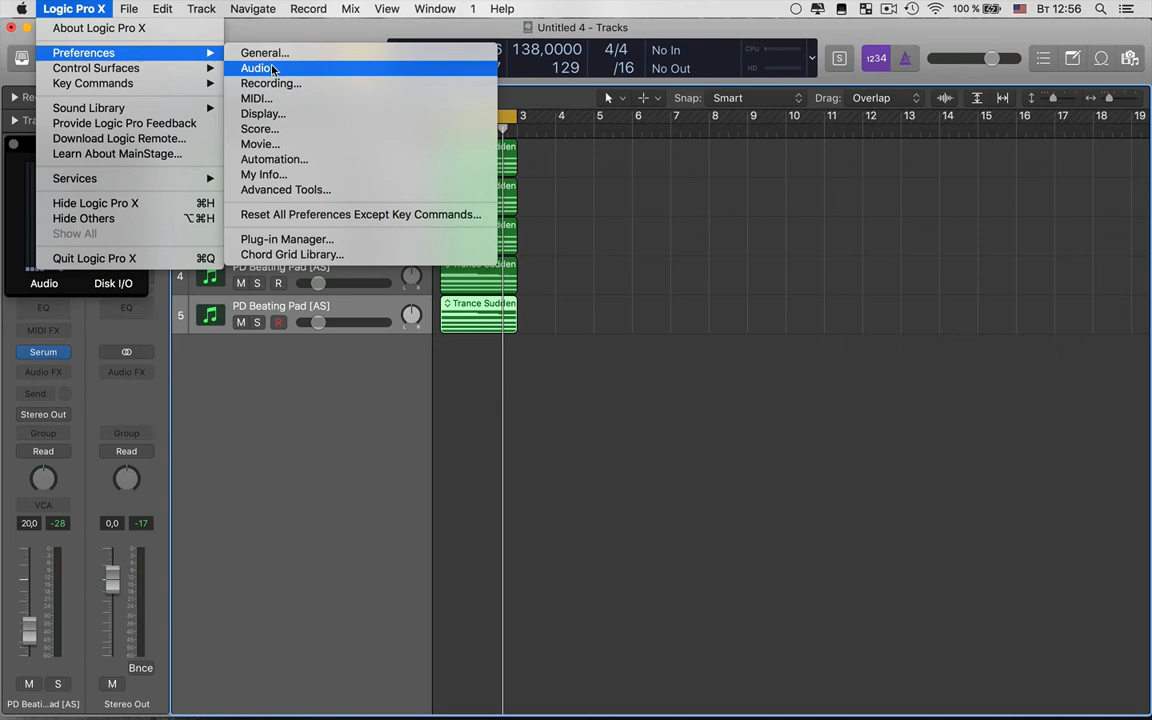 Logic Pro X File Edit Track Navigate Record Mix View Window 1 Help 100 % Вт 12:56
About Logic Pro X
Untitled 4 - Tracks
Preferences
General...
138,0000 4/4 No In CPU
129 /16 No Out HD
S 1234
Control Surfaces
Audio
Key Commands
Recording...
MIDI...
Snap: Smart Drag: Overlap
Sound Library
Display...
3 4 5 6 7 8 9 10 11 12 13 14 15 16 17 18 19
Provide Logic Pro Feedback
Score...
Download Logic Remote...
Movie...
Learn About MainStage...
Automation...
Services
My Info...
Advanced Tools...
Hide Logic Pro X ⌘H
Hide Others ⌥⌘H
Reset All Preferences Except Key Commands...
Show All
Plug-in Manager...
Quit Logic Pro X ⌘Q
Chord Grid Library...
4 PD Beating Pad [AS] Trance Sudden
M S R
Audio Disk I/O
5 PD Beating Pad [AS] Trance Sudden
M S R
EQ EQ
MIDI FX
Serum
Audio FX Audio FX
Send
Stereo Out
Group Group
Read Read
VCA
20,0 -28 0,0 -17
Bnce
M S M
PD Beati...ad [AS] Stereo Out